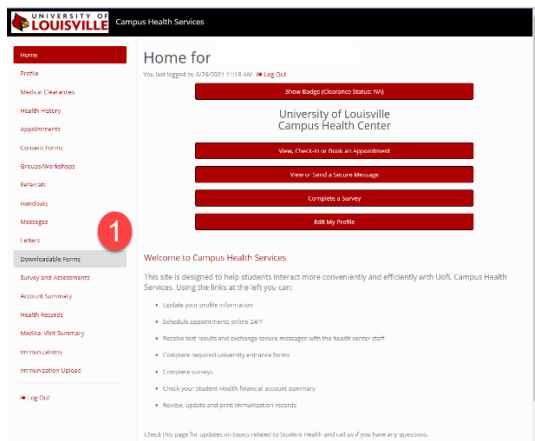 UNIVERSITY OF
LOUISVILLE
Campus Health Services
Home
Profile
Medical Clearances
Health History
Appointments
Consent Forms
Groups/Workshops
Referrals
Handouts
Messages
Letters
1
Downloadable Forms
Survey and Assessments
Account Summary
Health Records
Medical Visit Summary
Immunizations
Immunization Upload
Log Out
Home for
You last logged in: 6/29/2021 11:18 AM Log Out
Show Badge (Clearance Status: NA)
University of Louisville
Campus Health Center
View, Check-in or Book an Appointment
View or Send a Secure Message
Complete a Survey
Edit My Profile
Welcome to Campus Health Services
This site is designed to help students interact more conveniently and efficiently with UofL Campus Health
Services. Using the links at the left you can:
• Update your profile information
• Schedule appointments online 24/7
• Receive test results and exchange secure messages with the health center staff
• Complete required university entrance forms
• Complete surveys
• Check your Student Health financial account summary
• Review, update and print immunization records
Check this page for updates on topics related to Student Health and call us if you have any questions.